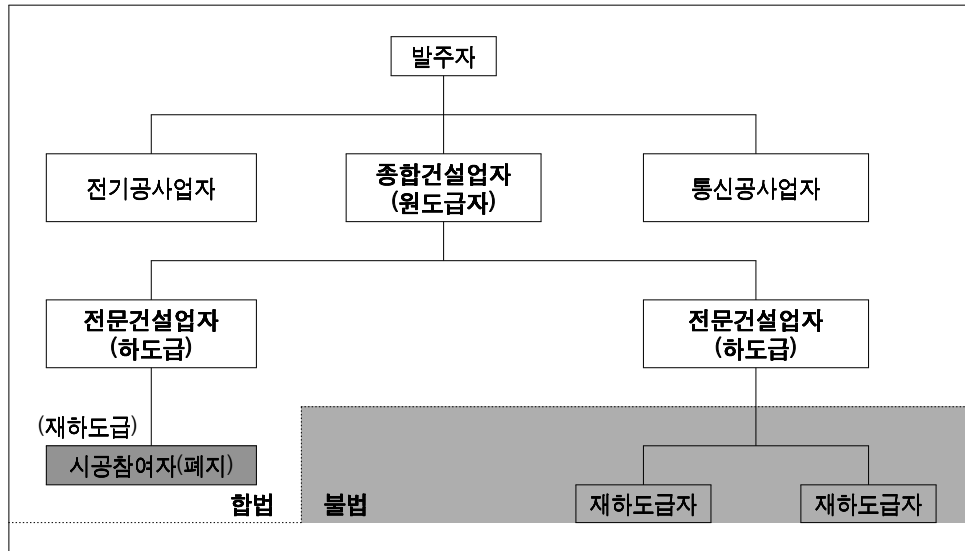 발주자
전기공사업자
종합건설업자
(원도급자)
통신공사업자
전문건설업자
(하도급)
전문건설업자
(하도급)
(재하도급)
시공참여자(폐지)
합법
불법
재하도급자
재하도급자